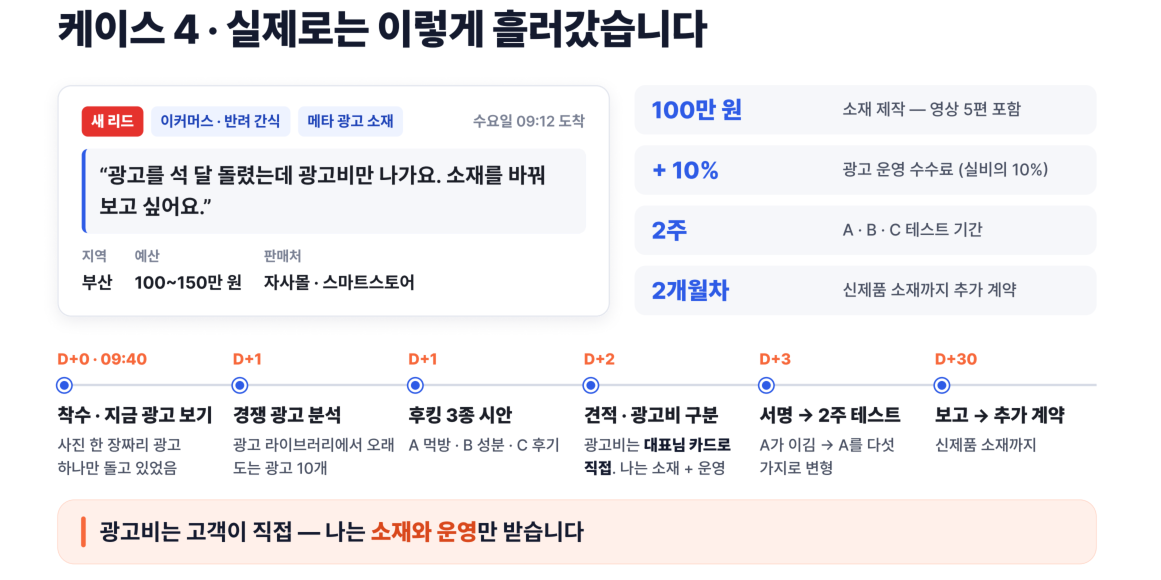 케이스 4 · 실제로는 이렇게 흘러갔습니다
새 리드 이커머스 · 반려 간식 메타 광고 소재 수요일 09:12 도착
“광고를 석 달 돌렸는데 광고비만 나가요. 소재를 바꿔
보고 싶어요.”
지역 예산 판매처
부산 100~150만 원 자사몰 · 스마트스토어
100만 원 소재 제작 — 영상 5편 포함
+ 10% 광고 운영 수수료 (실비의 10%)
2주 A · B · C 테스트 기간
2개월차 신제품 소재까지 추가 계약
D+0 · 09:40
착수 · 지금 광고 보기
사진 한 장짜리 광고
하나만 돌고 있었음
D+1
경쟁 광고 분석
광고 라이브러리에서 오래
도는 광고 10개
D+1
후킹 3종 시안
A 먹방 · B 성분 · C 후기
D+2
견적 · 광고비 구분
광고비는 대표님 카드로
직접. 나는 소재 + 운영
D+3
서명 → 2주 테스트
A가 이김 → A를 다섯
가지로 변형
D+30
보고 → 추가 계약
신제품 소재까지
광고비는 고객이 직접 — 나는 소재와 운영만 받습니다